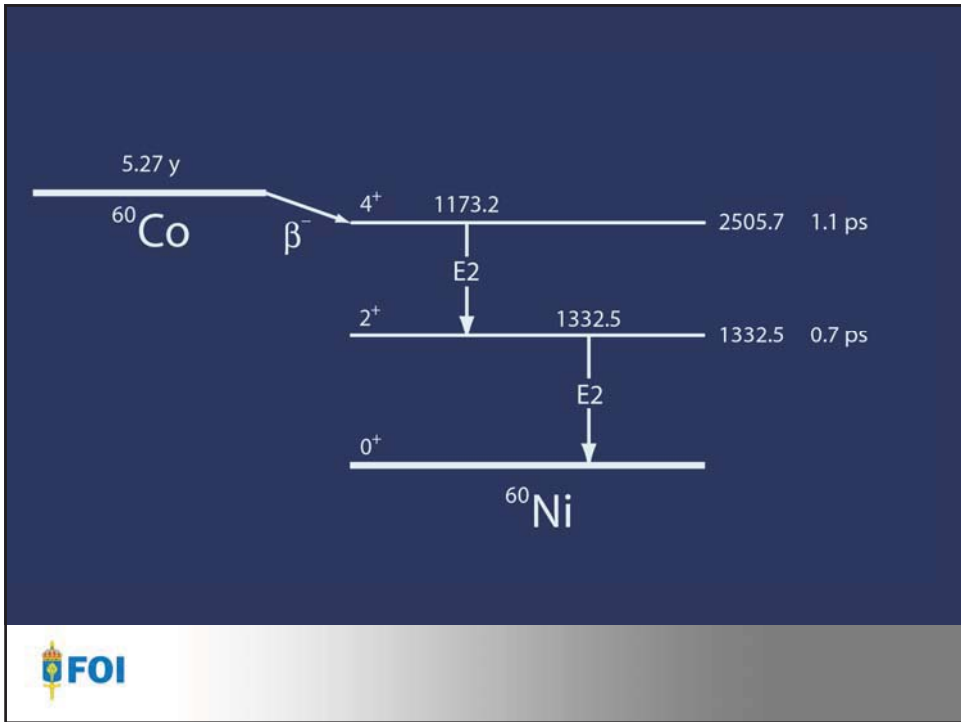 5.27 y
⁶⁰Co
β⁻
4⁺ 1173.2 2505.7 1.1 ps
E2
2⁺ 1332.5 1332.5 0.7 ps
E2
0⁺
⁶⁰Ni
FOI